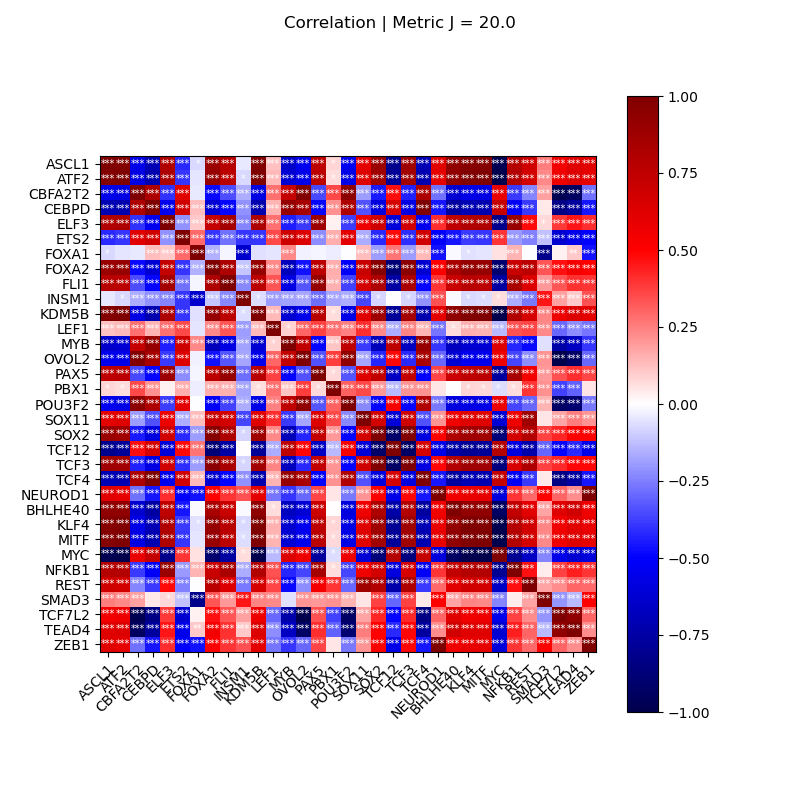 Correlation | Metric J = 20.0
ASCL1
ATF2
CBFA2T2
CEBPD
ELF3
ETS2
FOXA1
FOXA2
FLI1
INSM1
KDM5B
LEF1
MYB
OVOL2
PAX5
PBX1
POU3F2
SOX11
SOX2
TCF12
TCF3
TCF4
NEUROD1
BHLHE40
KLF4
MITF
MYC
NFKB1
REST
SMAD3
TCF7L2
TEAD4
ZEB1
ASCL1
ATF2
CBFA2T2
CEBPD
ELF3
ETS2
FOXA1
FOXA2
FLI1
INSM1
KDM5B
LEF1
MYB
OVOL2
PAX5
PBX1
POU3F2
SOX11
SOX2
TCF12
TCF3
TCF4
NEUROD1
BHLHE40
KLF4
MITF
MYC
NFKB1
REST
SMAD3
TCF7L2
TEAD4
ZEB1
1.00
0.75
0.50
0.25
0.00
−0.25
−0.50
−0.75
−1.00